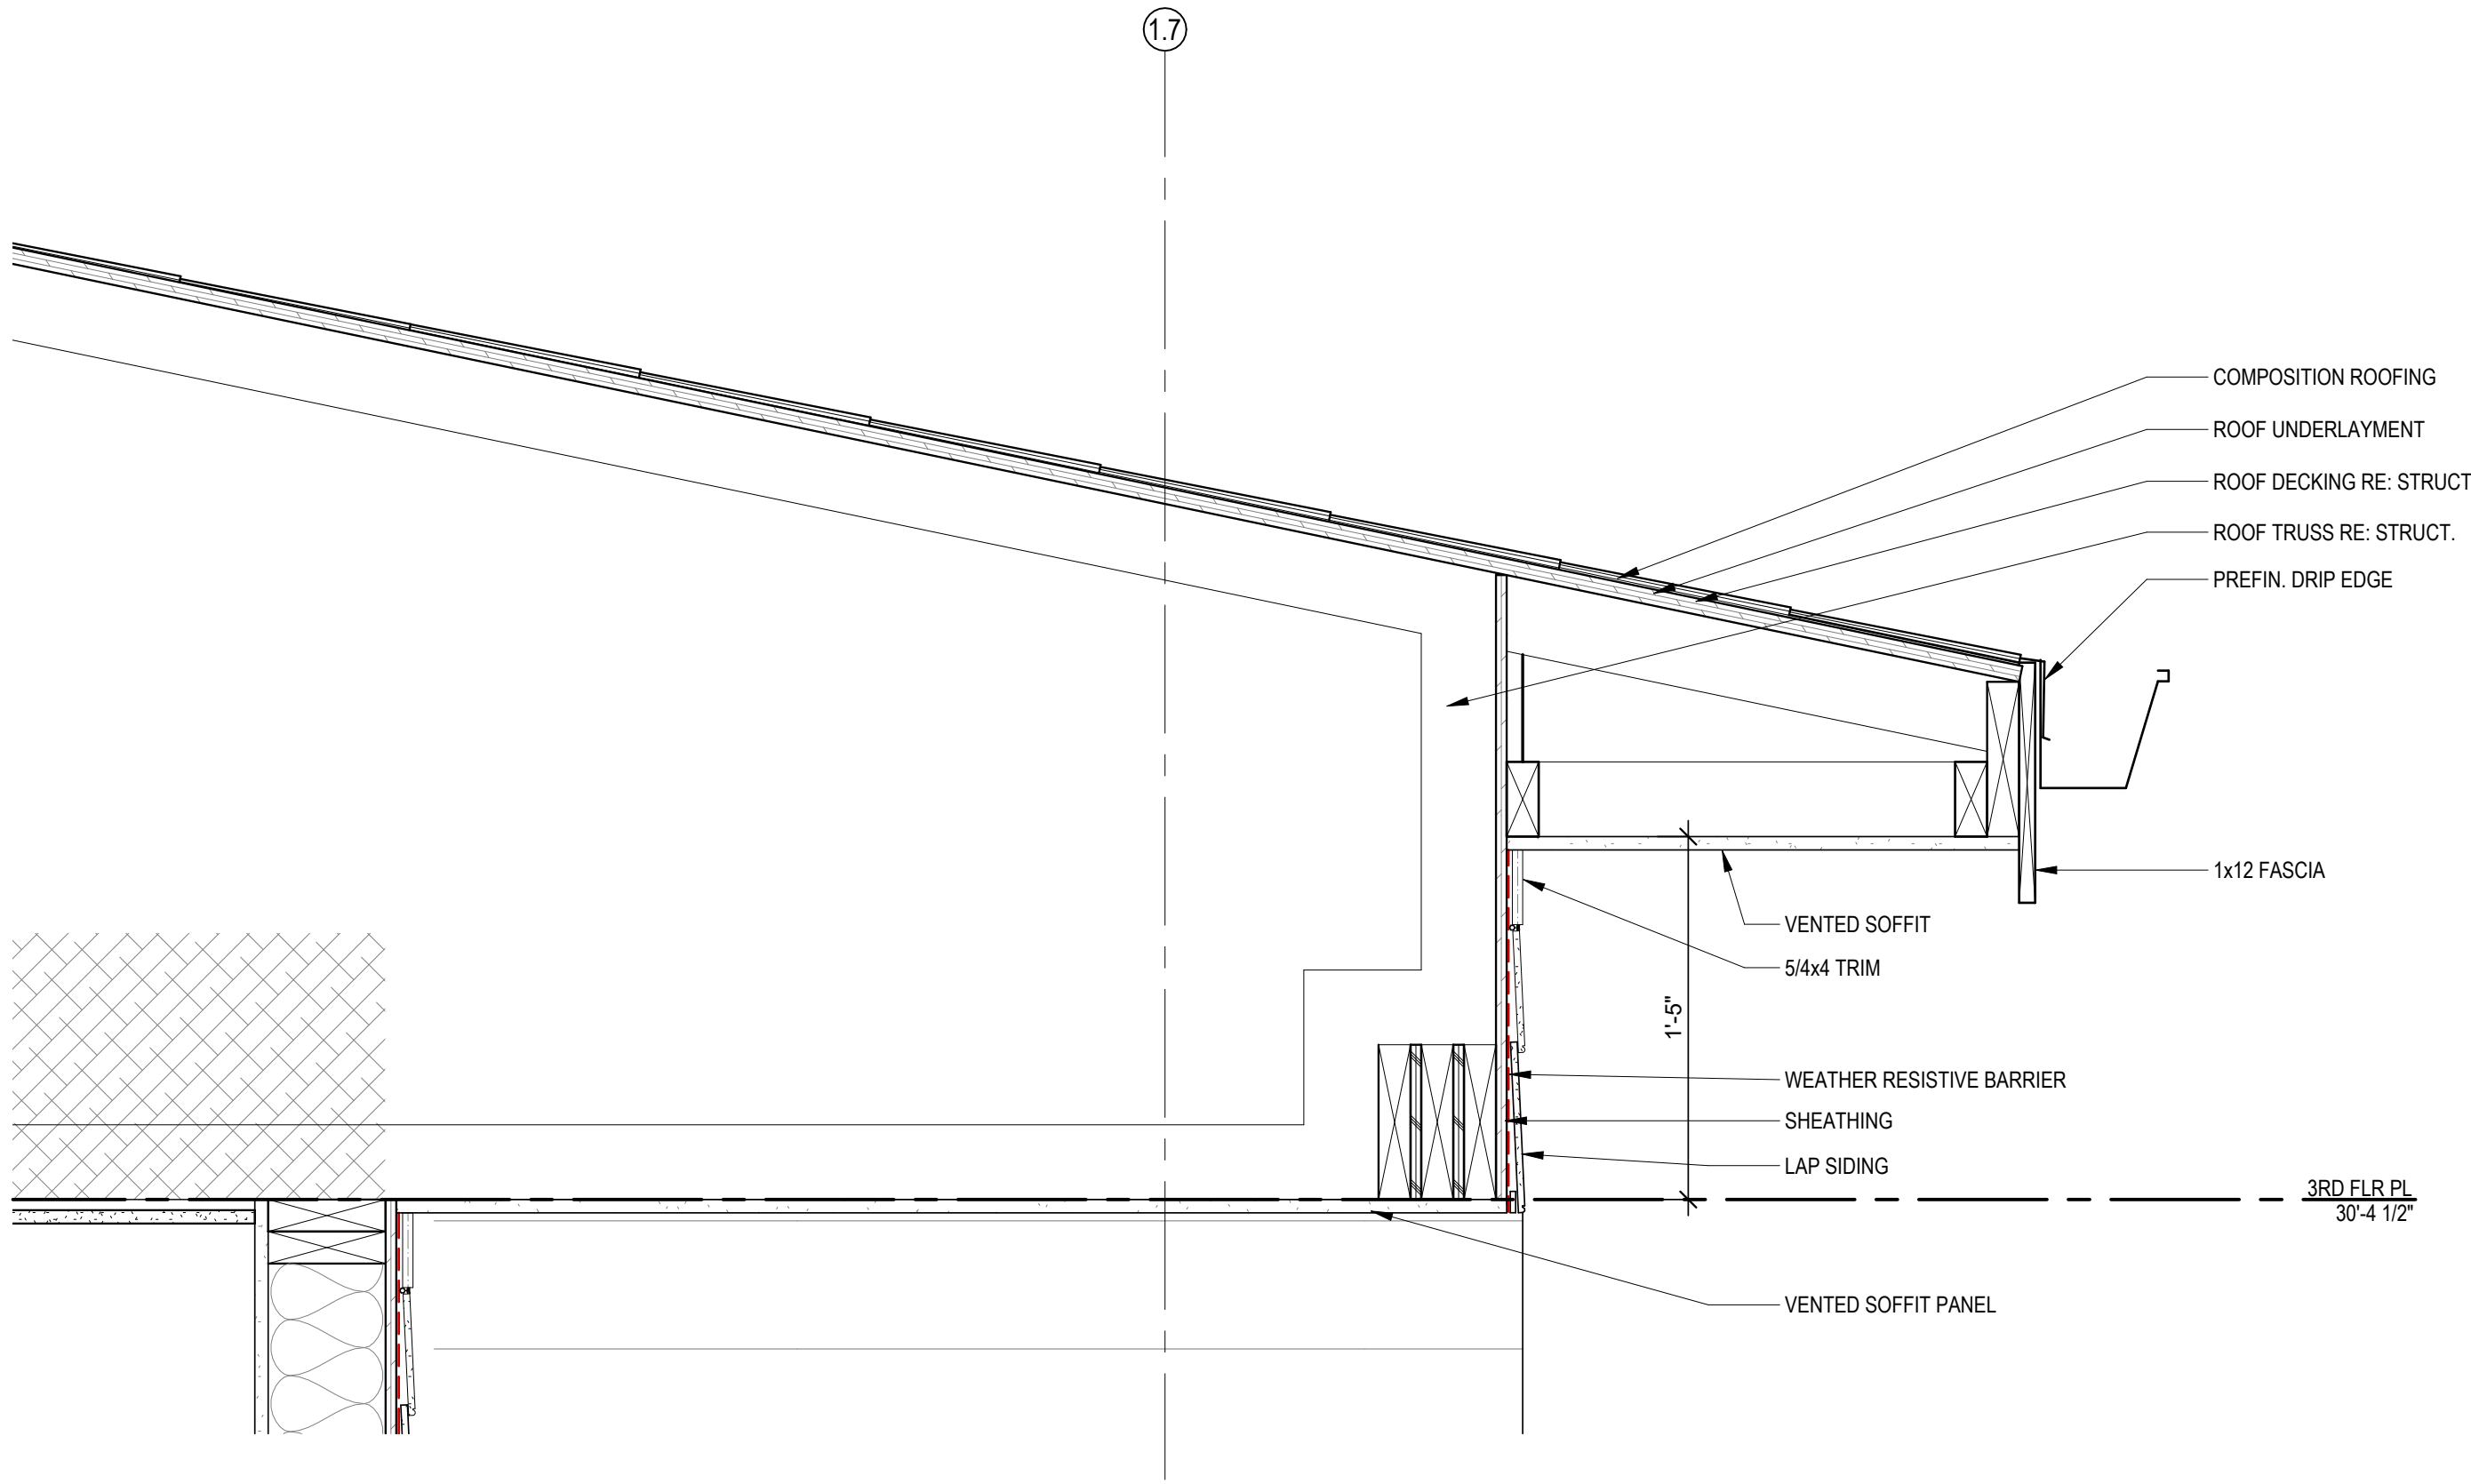 1.7
COMPOSITION ROOFING
ROOF UNDERLAYMENT
ROOF DECKING RE: STRUCT
ROOF TRUSS RE: STRUCT.
PREFIN. DRIP EDGE
1x12 FASCIA
VENTED SOFFIT
5/4x4 TRIM
1'-5"
WEATHER RESISTIVE BARRIER
SHEATHING
LAP SIDING
3RD FLR PL
30'-4 1/2"
VENTED SOFFIT PANEL